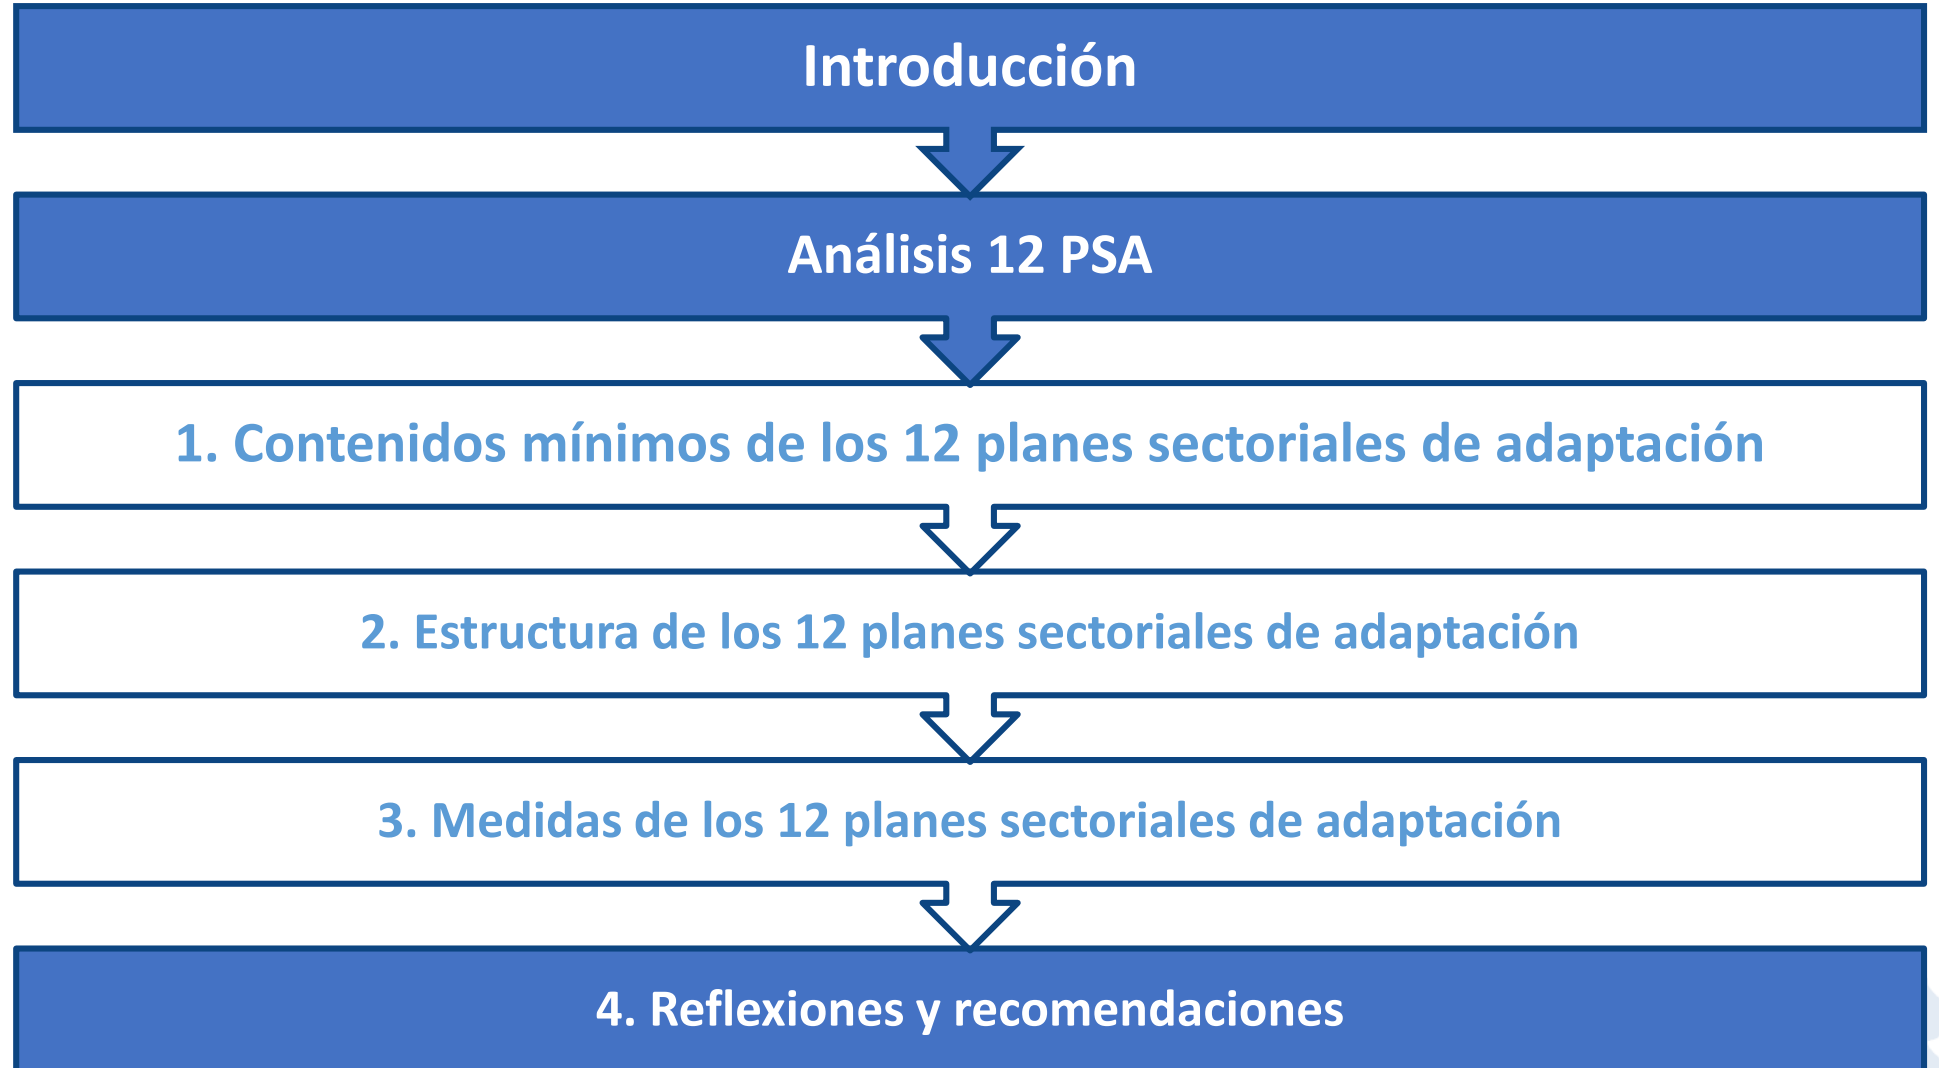 Introducción
Análisis 12 PSA
1. Contenidos mínimos de los 12 planes sectoriales de adaptación
2. Estructura de los 12 planes sectoriales de adaptación
3. Medidas de los 12 planes sectoriales de adaptación
4. Reflexiones y recomendaciones